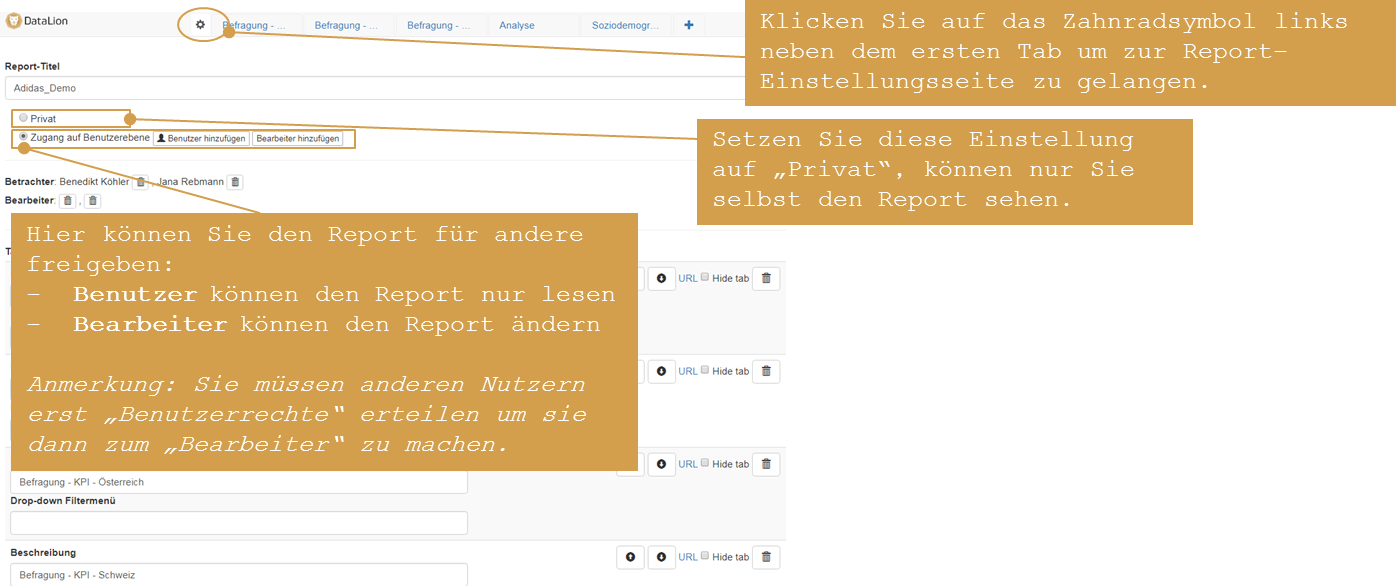 DataLion
Befragung - ... Befragung - ... Befragung - ... Analyse Soziodemogr...
Klicken Sie auf das Zahnradsymbol links
neben dem ersten Tab um zur Report-
Einstellungsseite zu gelangen.
Report-Titel
Adidas_Demo
Privat
Zugang auf Benutzerebene Benutzer hinzufügen Bearbeiter hinzufügen
Setzen Sie diese Einstellung
auf „Privat“, können nur Sie
selbst den Report sehen.
Betrachter: Benedikt Köhler , Jana Rebmann
Bearbeiter: ,
Hier können Sie den Report für andere
freigeben:
- Benutzer können den Report nur lesen
- Bearbeiter können den Report ändern
Anmerkung: Sie müssen anderen Nutzern
erst „Benutzerrechte“ erteilen um sie
dann zum „Bearbeiter“ zu machen.
URL Hide tab
URL Hide tab
URL Hide tab
Befragung - KPI - Österreich
Drop-down Filtermenü
Beschreibung
URL Hide tab
Befragung - KPI - Schweiz